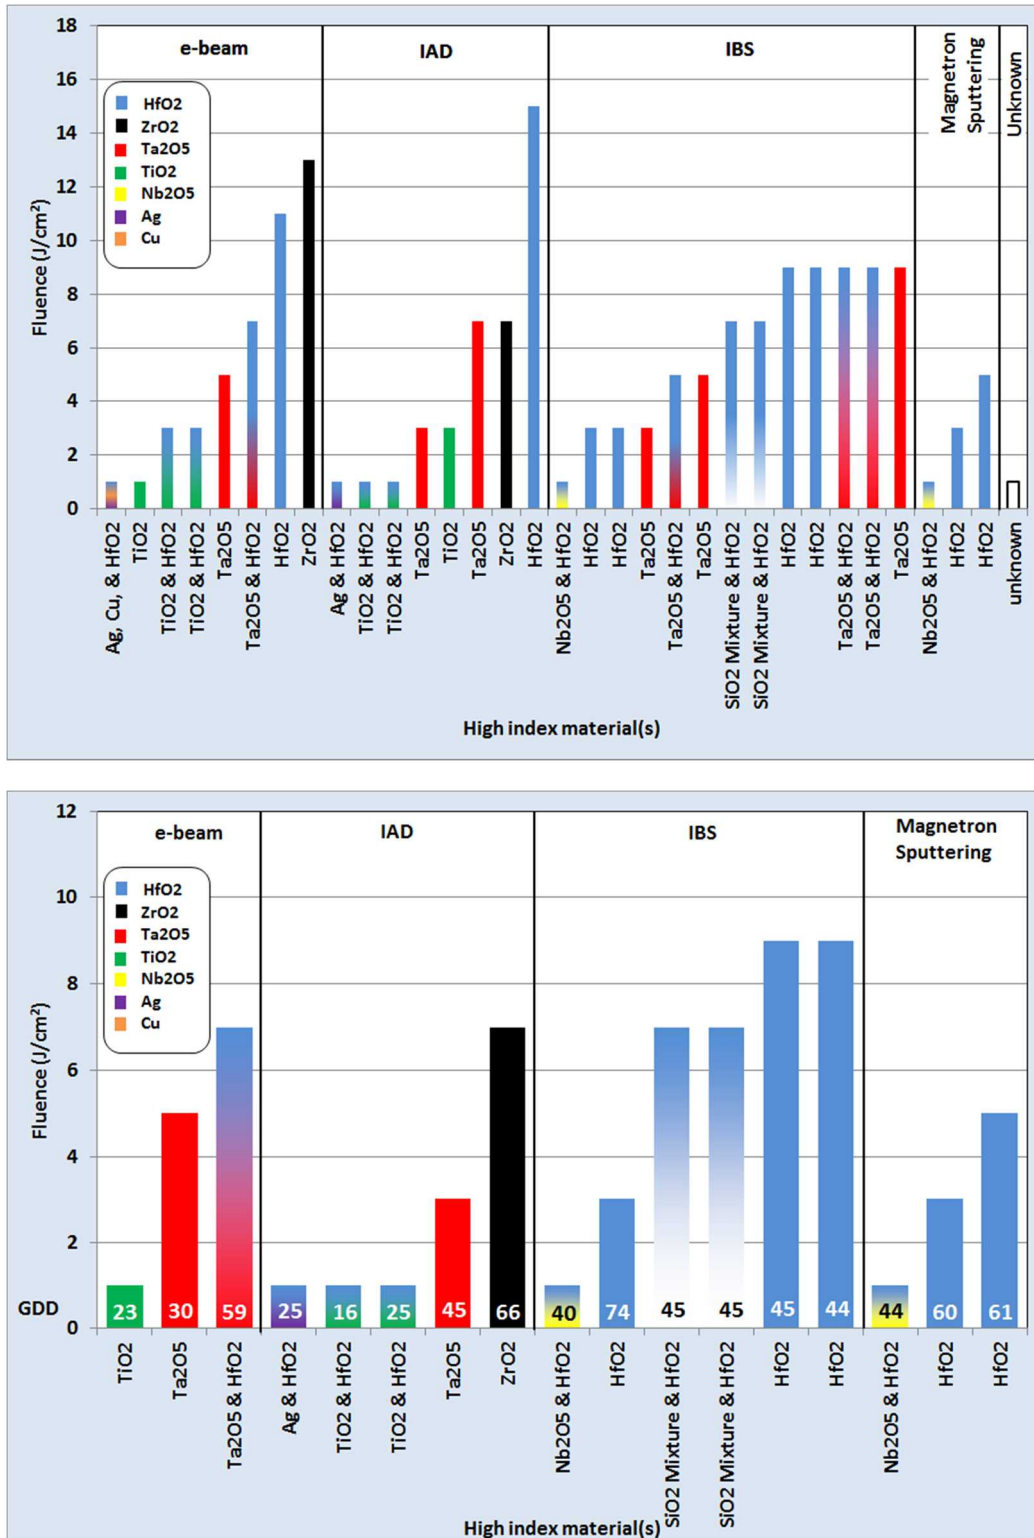 18
16
14
12
10
8
6
4
2
0
Fluence (J/cm²)
e-beam
IAD
IBS
Magnetron
Sputtering
Unknown
HfO2
ZrO2
Ta2O5
TiO2
Nb2O5
Ag
Cu
Ag, Cu, & HfO2
TiO2
TiO2 & HfO2
TiO2 & HfO2
Ta2O5
Ta2O5 & HfO2
HfO2
ZrO2
Ag & HfO2
TiO2 & HfO2
TiO2 & HfO2
Ta2O5
TiO2
Ta2O5
ZrO2
HfO2
Nb2O5 & HfO2
HfO2
HfO2
Ta2O5
Ta2O5 & HfO2
Ta2O5
SiO2 Mixture & HfO2
SiO2 Mixture & HfO2
HfO2
HfO2
Ta2O5 & HfO2
Ta2O5 & HfO2
Ta2O5
Nb2O5 & HfO2
HfO2
HfO2
unknown
High index material(s)
12
10
8
6
4
2
0
Fluence (J/cm²)
e-beam
IAD
IBS
Magnetron
Sputtering
HfO2
ZrO2
Ta2O5
TiO2
Nb2O5
Ag
Cu
GDD
23 30 59 25 16 25 45 66 40 74 45 45 45 44 44 60 61
TiO2
Ta2O5
Ta2O5 & HfO2
Ag & HfO2
TiO2 & HfO2
TiO2 & HfO2
Ta2O5
ZrO2
Nb2O5 & HfO2
HfO2
SiO2 Mixture & HfO2
SiO2 Mixture & HfO2
HfO2
HfO2
Nb2O5 & HfO2
HfO2
HfO2
High index material(s)